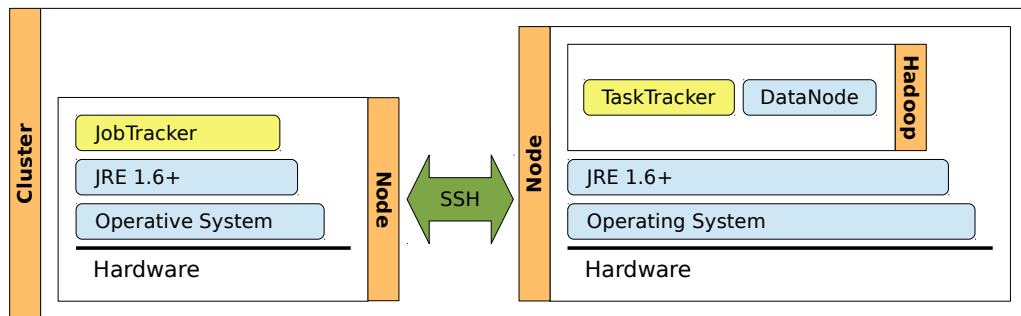 Cluster
JobTracker
JRE 1.6+
Operative System
Hardware
Node
SSH
Node
TaskTracker
DataNode
Hadoop
JRE 1.6+
Operating System
Hardware